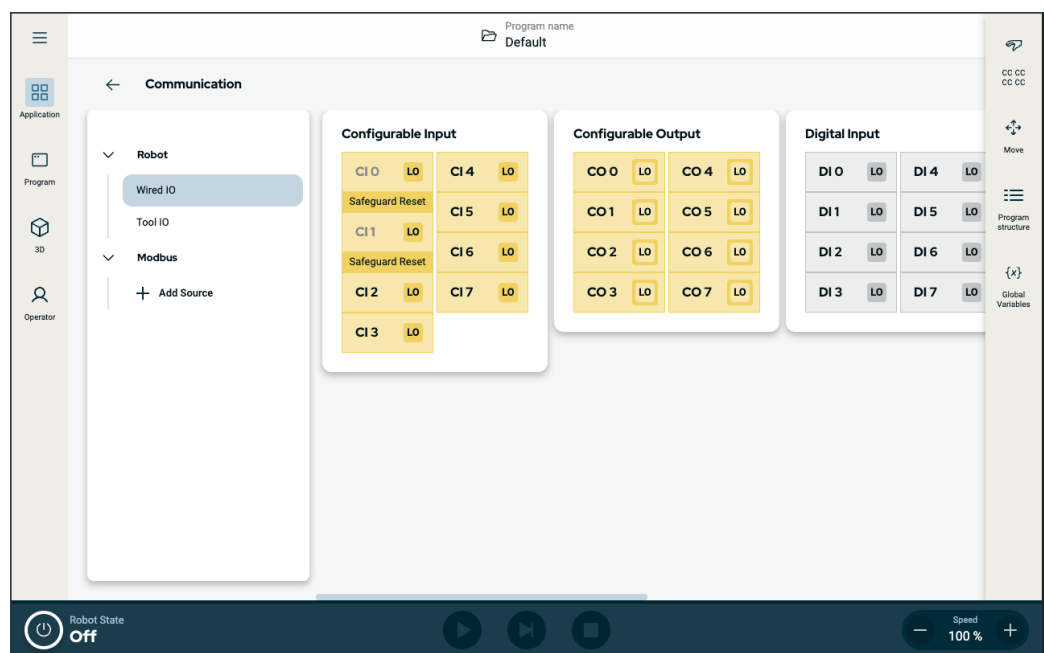 Program name
Default
Application
Program
3D
Operator
Communication
Robot
Wired IO
Tool IO
Modbus
Add Source
Configurable Input
CI 0 LO CI 4 LO
Safeguard Reset
CI 5 LO
CI 1 LO
CI 6 LO
Safeguard Reset
CI 2 LO CI 7 LO
CI 3 LO
Configurable Output
CO 0 LO CO 4 LO
CO 1 LO CO 5 LO
CO 2 LO CO 6 LO
CO 3 LO CO 7 LO
Digital Input
DI 0 LO DI 4 LO
DI 1 LO DI 5 LO
DI 2 LO DI 6 LO
DI 3 LO DI 7 LO
CC CC
CC CC
Move
Program
structure
{x}
Global
Variables
Robot State
Off
Speed
100 %